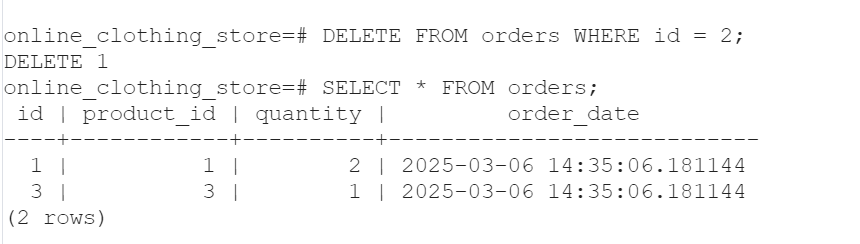 online_clothing_store=# DELETE FROM orders WHERE id = 2;
DELETE 1
online_clothing_store=# SELECT * FROM orders;
 id | product_id | quantity |         order_date
----+------------+----------+----------------------------
  1 |          1 |        2 | 2025-03-06 14:35:06.181144
  3 |          3 |        1 | 2025-03-06 14:35:06.181144
(2 rows)